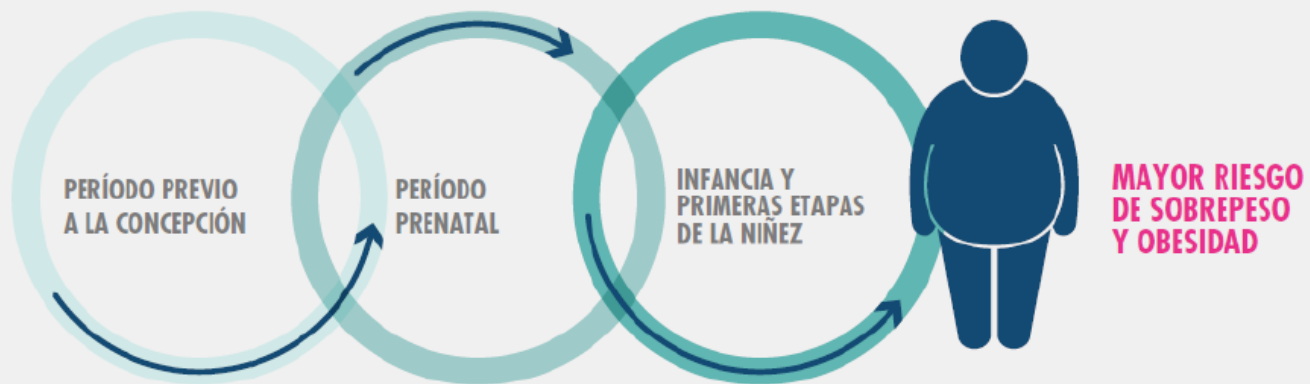 PERÍODO PREVIO
A LA CONCEPCIÓN
PERÍODO
PRENATAL
INFANCIA Y
PRIMERAS ETAPAS
DE LA NIÑEZ
MAYOR RIESGO
DE SOBREPESO
Y OBESIDAD